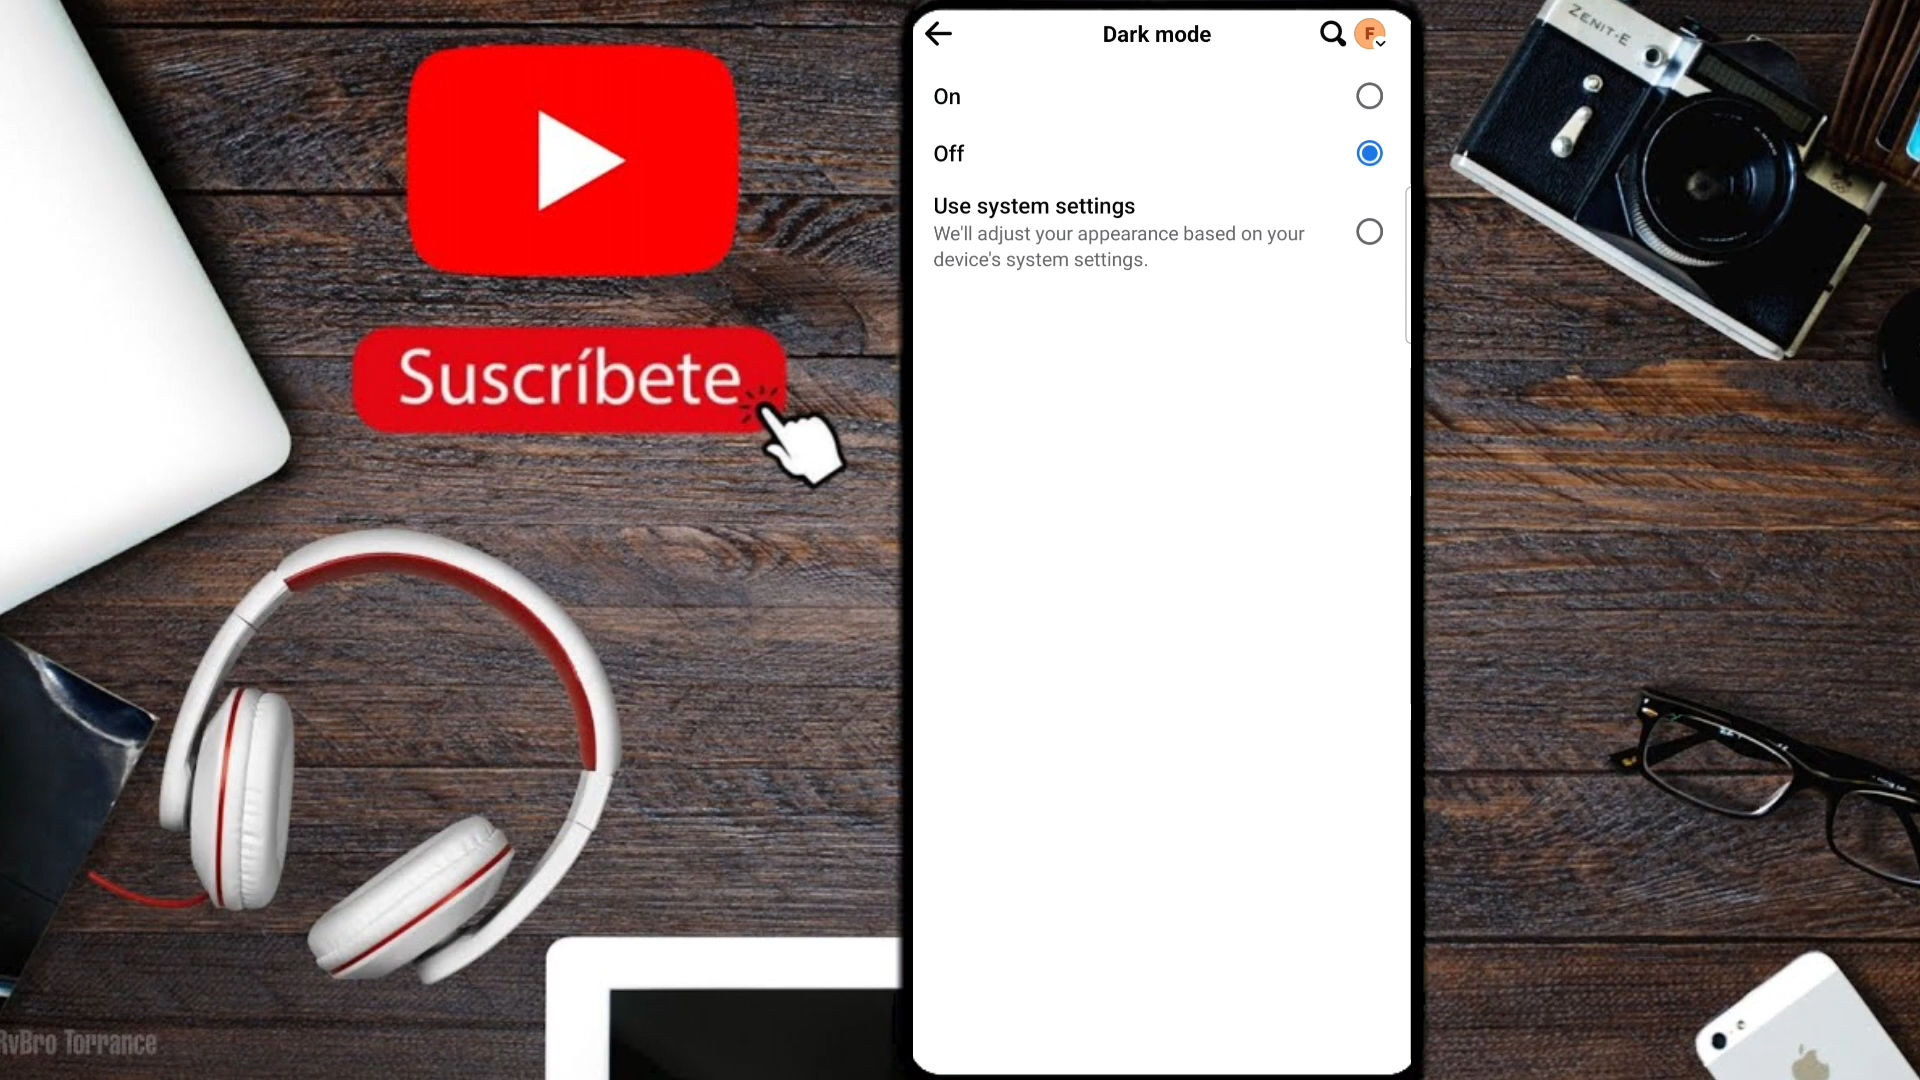 Dark mode
F
On
Off
Use system settings
We'll adjust your appearance based on your
device's system settings.
Suscríbete
ZENIT-E
RvBro Torrance